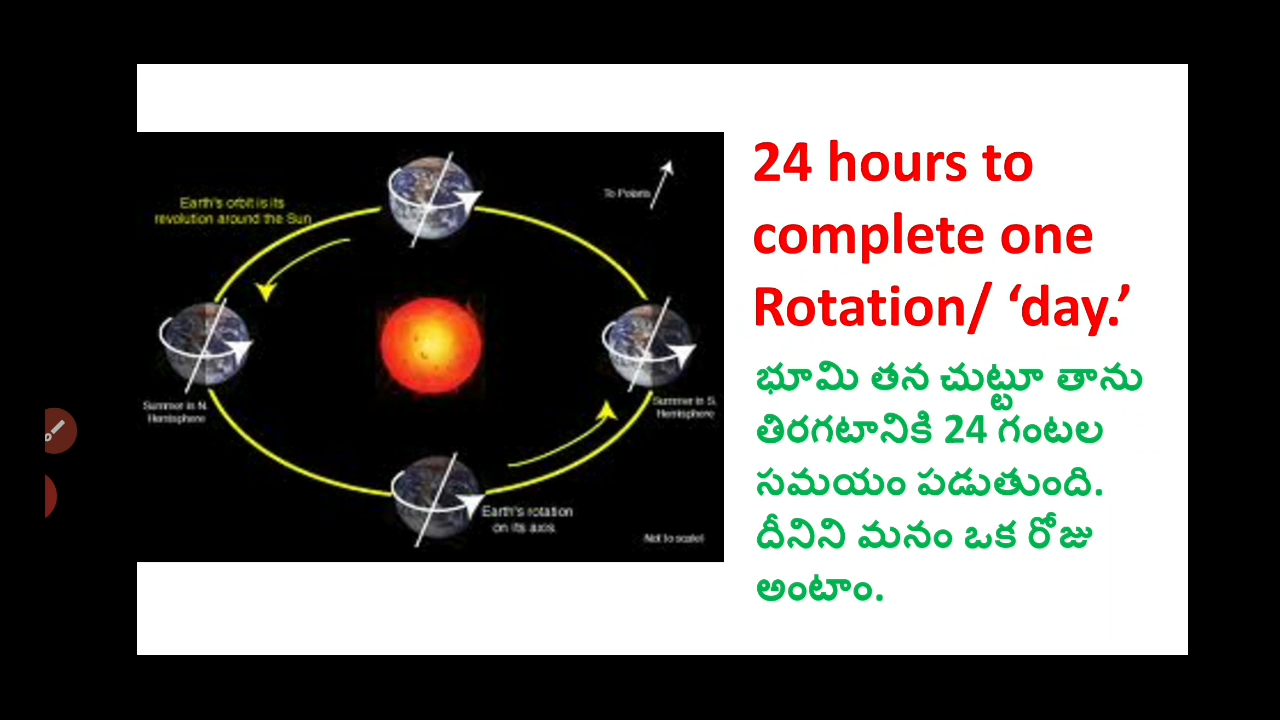 Earth's orbit is its
revolution around the Sun
To Polaris
Summer in N.
Hemisphere
Summer in S.
Hemisphere
Earth's rotation
on its axis.
Not to scale!
24 hours to
complete one
Rotation/ ‘day.’
భూమి తన చుట్టూ తాను
తిరగటానికి 24 గంటల
సమయం పడుతుంది.
దీనిని మనం ఒక రోజు
అంటాం.